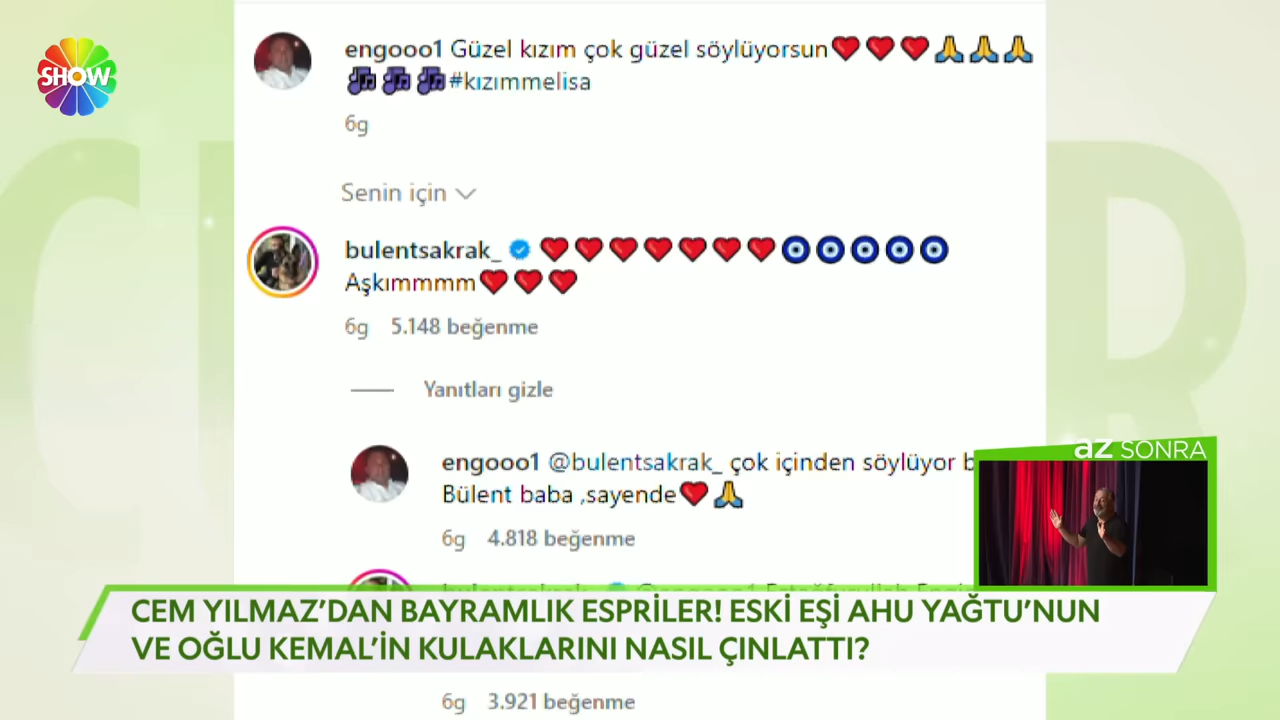 SHOW
engooo1 Güzel kızım çok güzel söylüyorsun❤️❤️❤️🙏🙏🙏
🎶🎶🎶#kızımmelisa
6g
Senin için
bulentsakrak_ ❤️❤️❤️❤️❤️❤️❤️🧿🧿🧿🧿🧿
Aşkımmmm❤️❤️❤️
6g 5.148 beğenme
Yanıtları gizle
engooo1 @bulentsakrak_ çok içinden söylüyor
Bülent baba ,sayende❤️🙏
6g 4.818 beğenme
az SONRA
CEM YILMAZ’DAN BAYRAMLIK ESPRİLER! ESKİ EŞİ AHU YAĞTU’NUN
VE OĞLU KEMAL’İN KULAKLARINI NASIL ÇINLATTI?
6g 3.921 beğenme